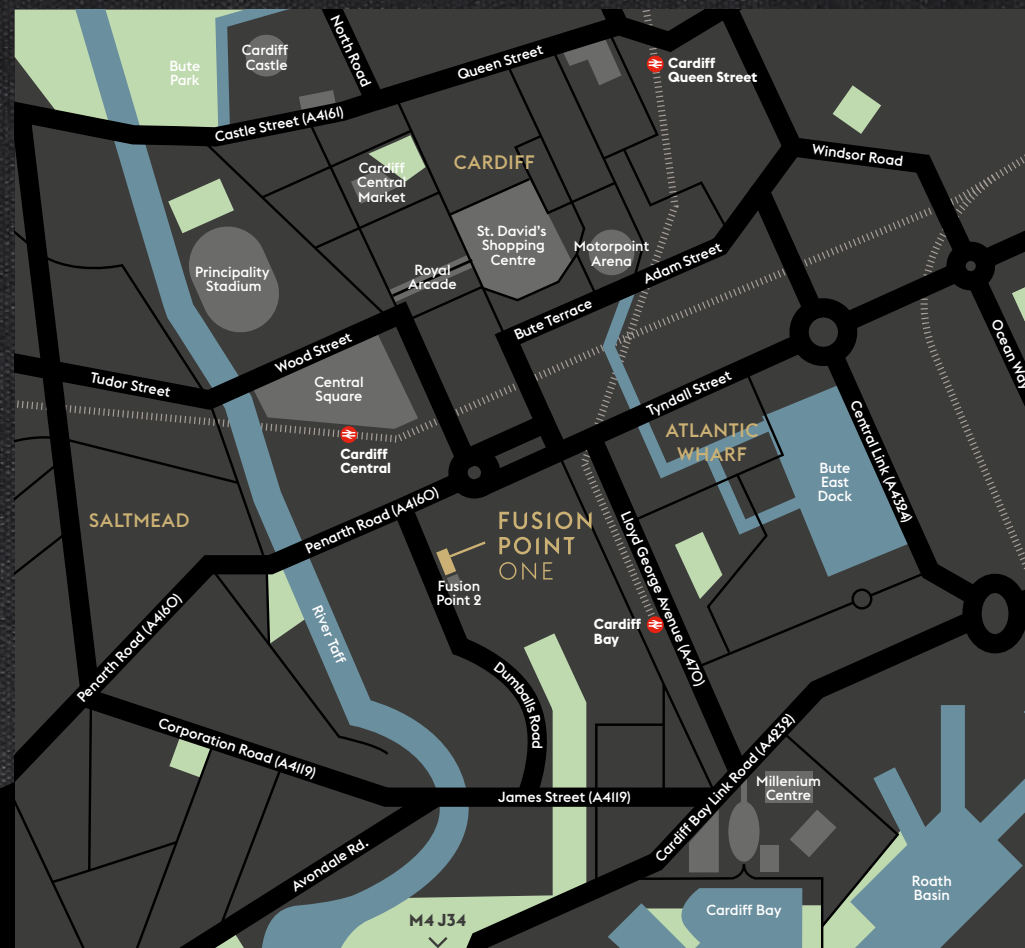 North Road
Cardiff
Castle
Bute
Park
Queen Street
Cardiff
Queen Street
Castle Street (A4161)
Windsor Road
CARDIFF
Cardiff
Central
Market
St. David's
Shopping
Centre
Motorpoint
Arena
Adam Street
Principality
Stadium
Royal
Arcade
Bute Terrace
Ocean Way
Wood Street
Tudor Street
Central
Square
Tyndall Street
ATLANTIC
WHARF
Central Link (A4324)
Cardiff
Central
Bute
East
Dock
SALTMEAD
Penarth Road (A4160)
FUSION
POINT
ONE
Lloyd George Avenue (A470)
Fusion
Point 2
River Taff
Cardiff
Bay
Penarth Road (A4160)
Dumballs Road
Corporation Road (A4119)
Cardiff Bay Link Road (A4232)
Millenium
Centre
James Street (A4119)
Avondale Rd.
Roath
Basin
Cardiff Bay
M4 J34